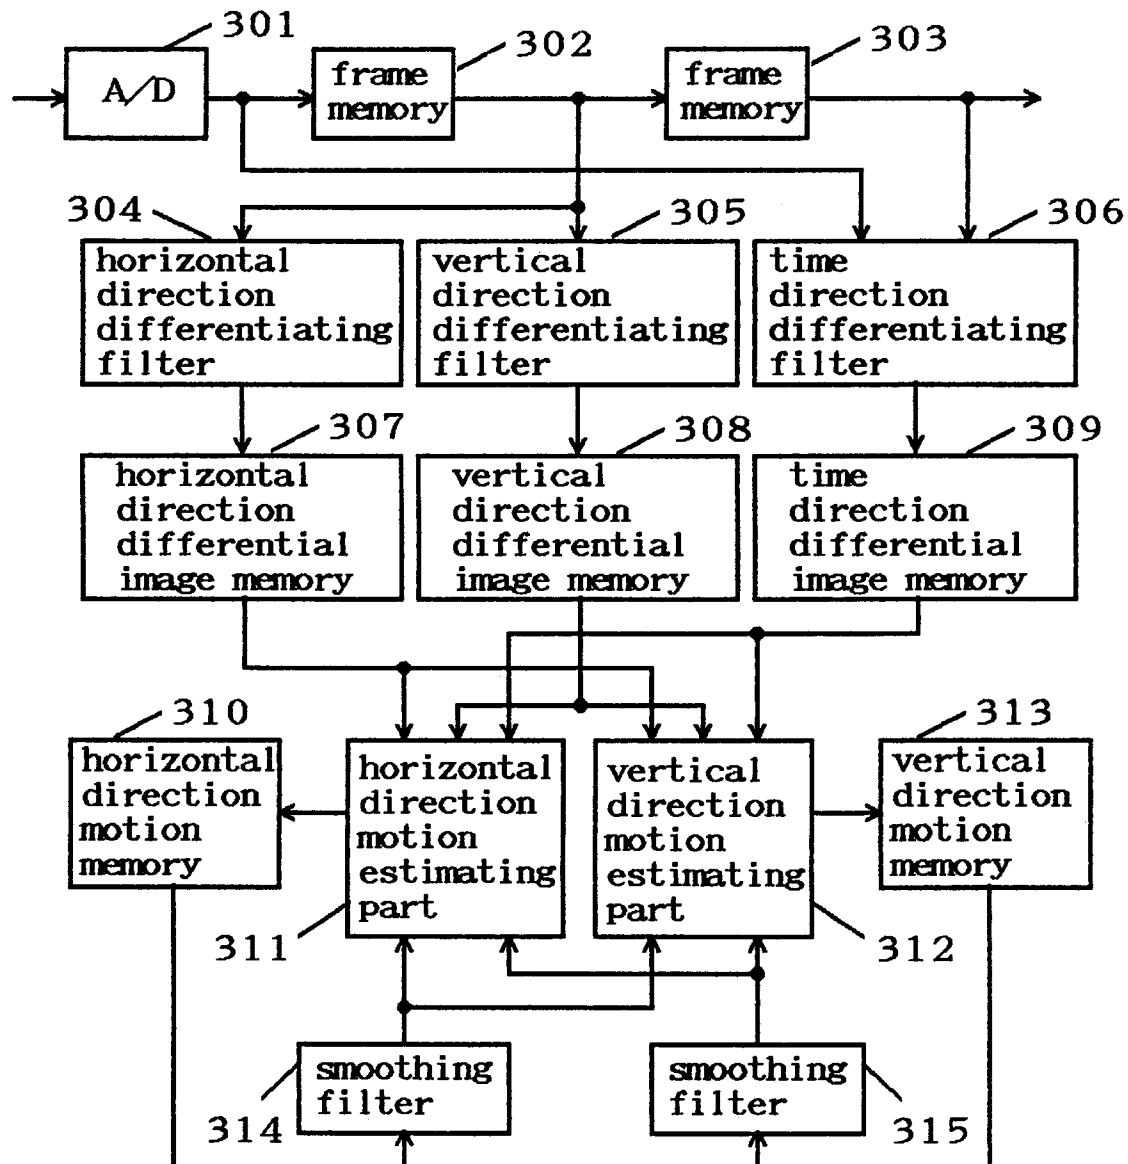 301
302
303
A/D
frame
memory
frame
memory
304
305
306
horizontal
direction
differentiating
filter
vertical
direction
differentiating
filter
time
direction
differentiating
filter
307
308
309
horizontal
direction
differential
image memory
vertical
direction
differential
image memory
time
direction
differential
image memory
310
313
horizontal
direction
motion
memory
horizontal
direction
motion
estimating
part
vertical
direction
motion
estimating
part
vertical
direction
motion
memory
311
312
smoothing
filter
smoothing
filter
314
315